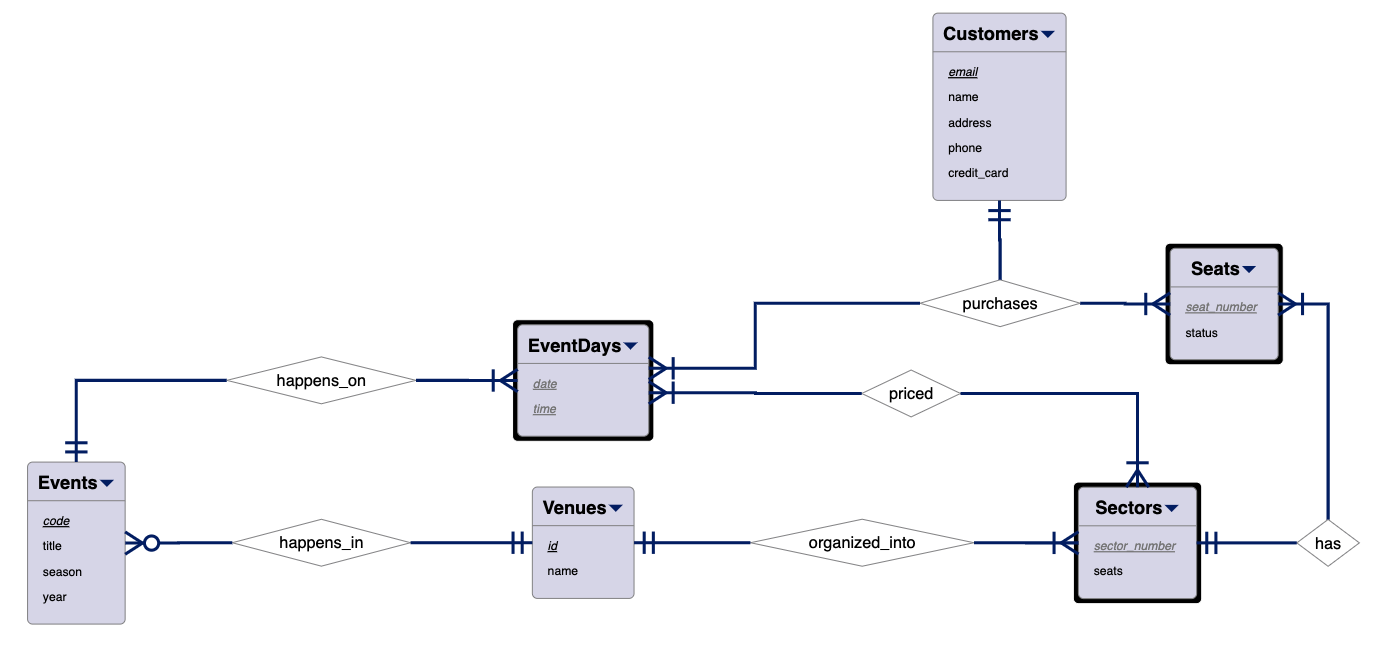 Customers
email
name
address
phone
credit_card
Seats
seat_number
status
purchases
EventDays
date
time
happens_on
priced
Events
code
title
season
year
happens_in
Venues
id
name
organized_into
Sectors
sector_number
seats
has